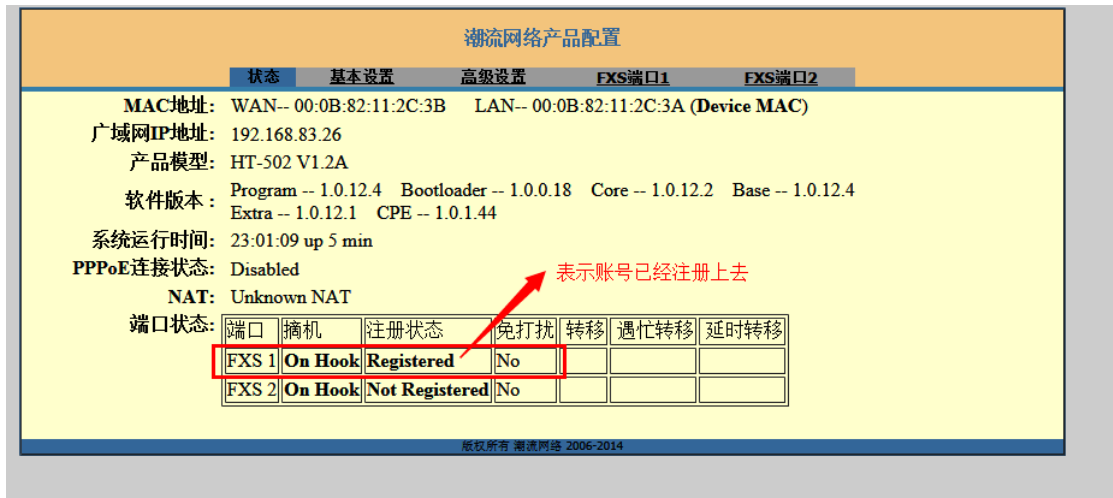 潮流网络产品配置
状态 基本设置 高级设置 FXS端口1 FXS端口2
MAC地址: WAN-- 00:0B:82:11:2C:3B LAN-- 00:0B:82:11:2C:3A (Device MAC)
广域网IP地址: 192.168.83.26
产品模型: HT-502 V1.2A
软件版本: Program -- 1.0.12.4 Bootloader -- 1.0.0.18 Core -- 1.0.12.2 Base -- 1.0.12.4
Extra -- 1.0.12.1 CPE -- 1.0.1.44
系统运行时间: 23:01:09 up 5 min
PPPoE连接状态: Disabled
表示账号已经注册上去
NAT: Unknown NAT
端口状态: 端口 摘机 注册状态 免打扰 转移 遇忙转移 延时转移
FXS 1 On Hook Registered No
FXS 2 On Hook Not Registered No
版权所有 潮流网络 2006-2014